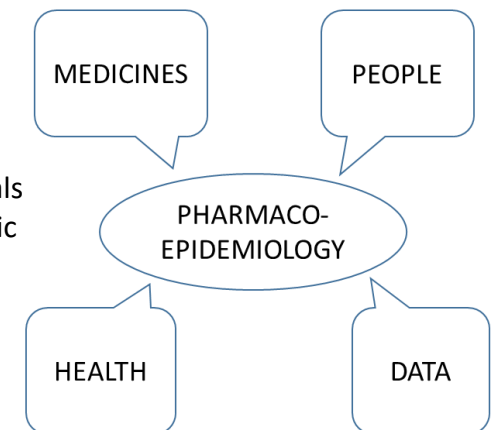 MEDICINES
PEOPLE
PHARMACO-
EPIDEMIOLOGY
HEALTH
DATA